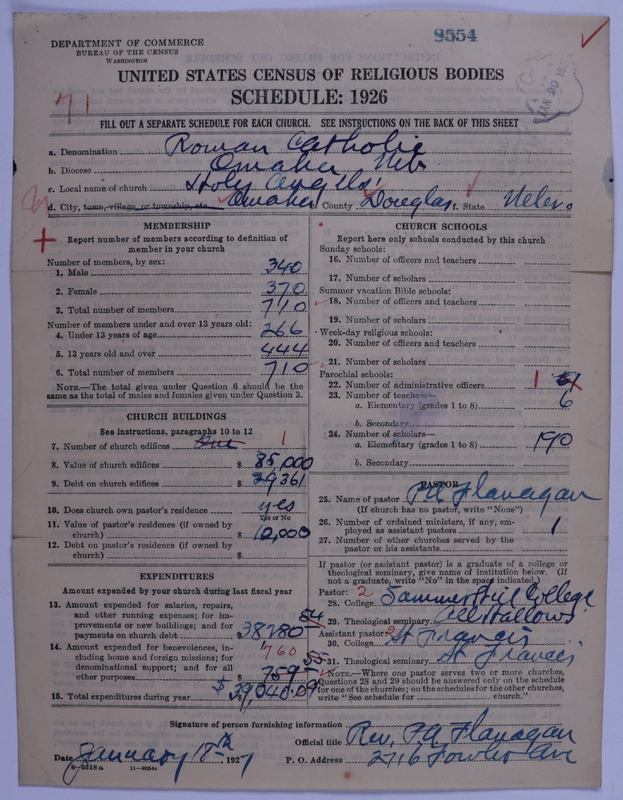 8554
DEPARTMENT OF COMMERCE
BUREAU OF THE CENSUS
WASHINGTON
UNITED STATES CENSUS OF RELIGIOUS BODIES
SCHEDULE: 1926
71
FILL OUT A SEPARATE SCHEDULE FOR EACH CHURCH. SEE INSTRUCTIONS ON THE BACK OF THIS SHEET
a. Denomination Roman Catholic
b. Diocese Omaha Neb
c. Local name of church Holy Angels
d. City, town, village or township, etc Omaha County Douglas f. State Nebr.
MEMBERSHIP
Report number of members according to definition of member in your church
Number of members, by sex:
1. Male 340
2. Female 370
3. Total number of members 710
Number of members under and over 13 years old:
4. Under 13 years of age 266
5. 13 years old and over 444
6. Total number of members 710
NOTE.—The total given under Question 6 should be the
same as the total of males and females given under Question 3.
CHURCH BUILDINGS
See instructions, paragraphs 10 to 12
7. Number of church edifices One 1
8. Value of church edifices $ 85,000
9. Debt on church edifices $ 29361
10. Does church own pastor's residence? yes
Yes or No
11. Value of pastor's residence (if owned by
church) $ 10,000
12. Debt on pastor's residence (if owned by
church) $
EXPENDITURES
Amount expended by your church during last fiscal year
13. Amount expended for salaries, repairs,
and other running expenses; for im-
provements or new buildings; and for
payments on church debt $ 38280 54
14. Amount expended for benevolences, 760
including home and foreign missions; for
denominational support; and for all
other purposes $ 759
15. Total expenditures during year $ 39,040.09
CHURCH SCHOOLS
Report here only schools conducted by this church
Sunday schools:
16. Number of officers and teachers
17. Number of scholars
Summer vacation Bible schools:
18. Number of officers and teachers
19. Number of scholars
Week-day religious schools:
20. Number of officers and teachers
21. Number of scholars
Parochial schools:
22. Number of administrative officers 1
23. Number of teachers—
a. Elementary (grades 1 to 8) 6
b. Secondary
24. Number of scholars—
a. Elementary (grades 1 to 8) 190
b. Secondary
PASTOR
25. Name of pastor PA Flanagan
(If church has no pastor, write "None")
26. Number of ordained ministers, if any, em-
ployed as assistant pastors 1
27. Number of other churches served by the
pastor or his assistants
If pastor (or assistant pastor) is a graduate of a college or
theological seminary, give name of institution below. (If
not a graduate, write "No" in the space indicated.)
Pastor: 2
28. College Summerhill College
29. Theological seminary All Hallows
Assistant pastor: 2
30. College St Francis
31. Theological seminary St Francis
NOTE.—Where one pastor serves two or more churches,
Questions 28 and 29 should be answered only on the schedule
for one of the churches; on the schedules for the other churches,
write "See schedule for church."
Signature of person furnishing information
Official title Rev. PA Flanagan
Date January 18th, 1927 P. O. Address 2716 Fowler Ave